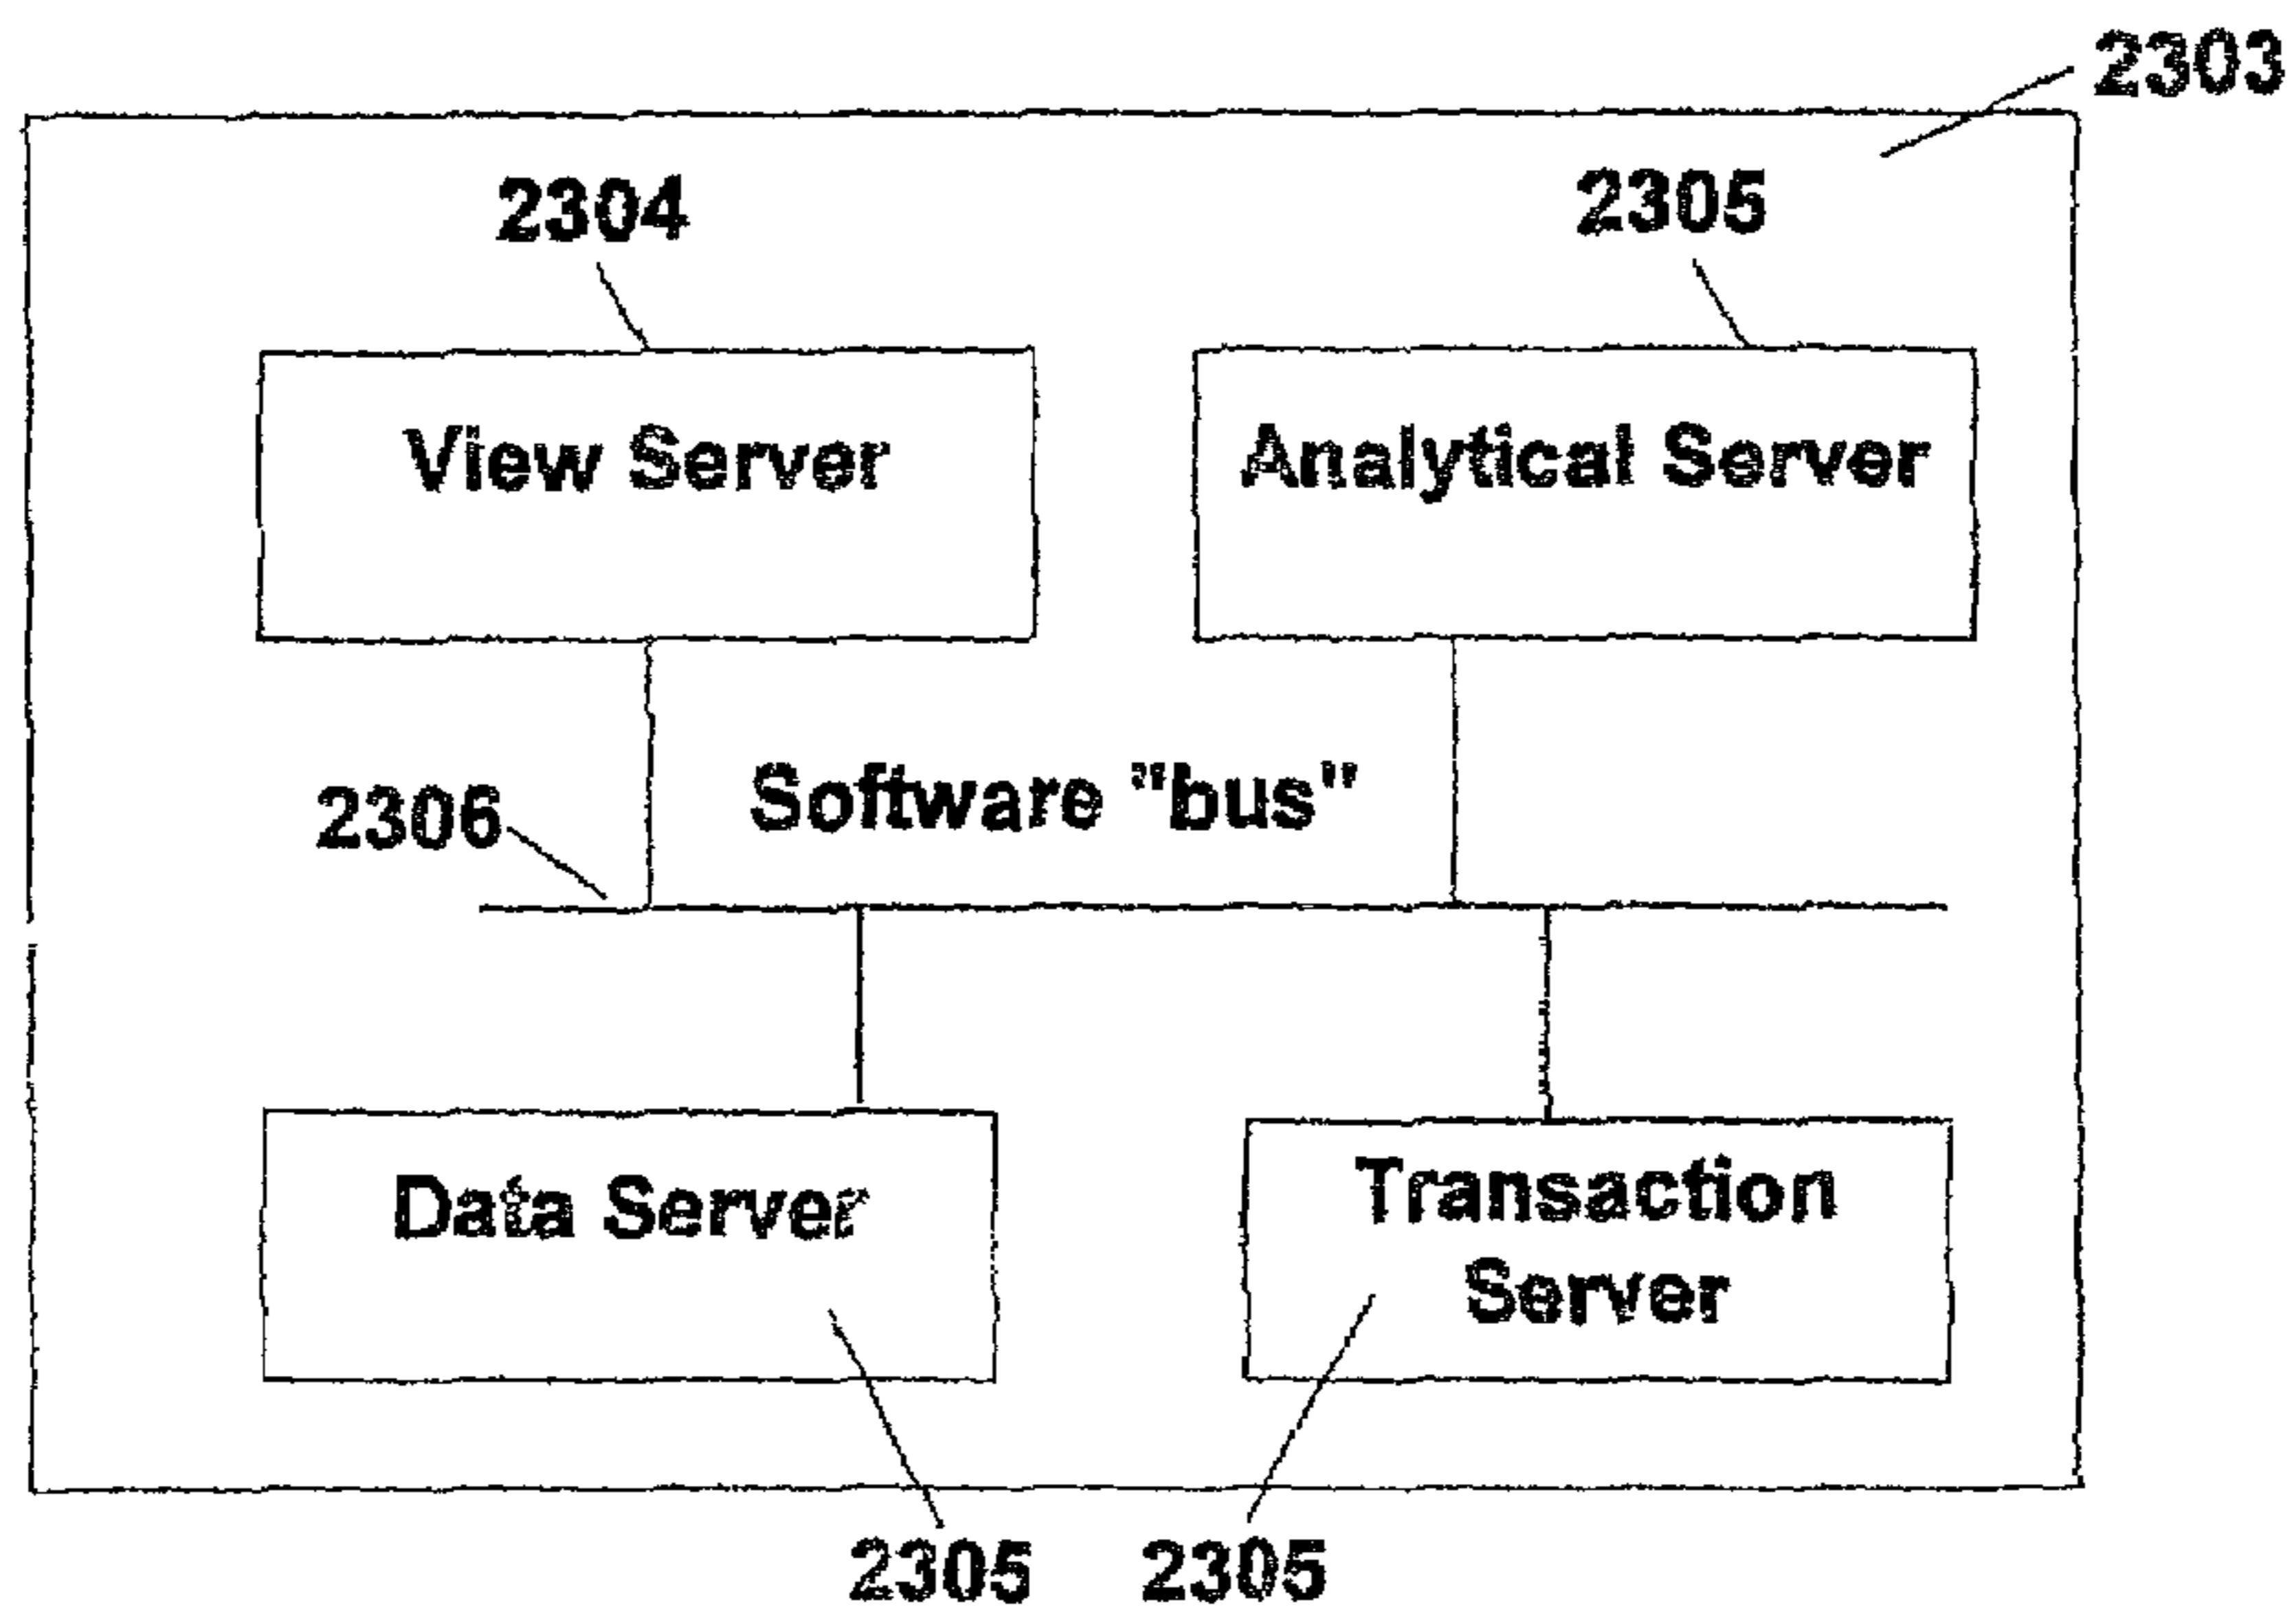 2303
2304
2305
View Server
Analytical Server
Software "bus"
2306
Data Server
Transaction
Server
2305
2305